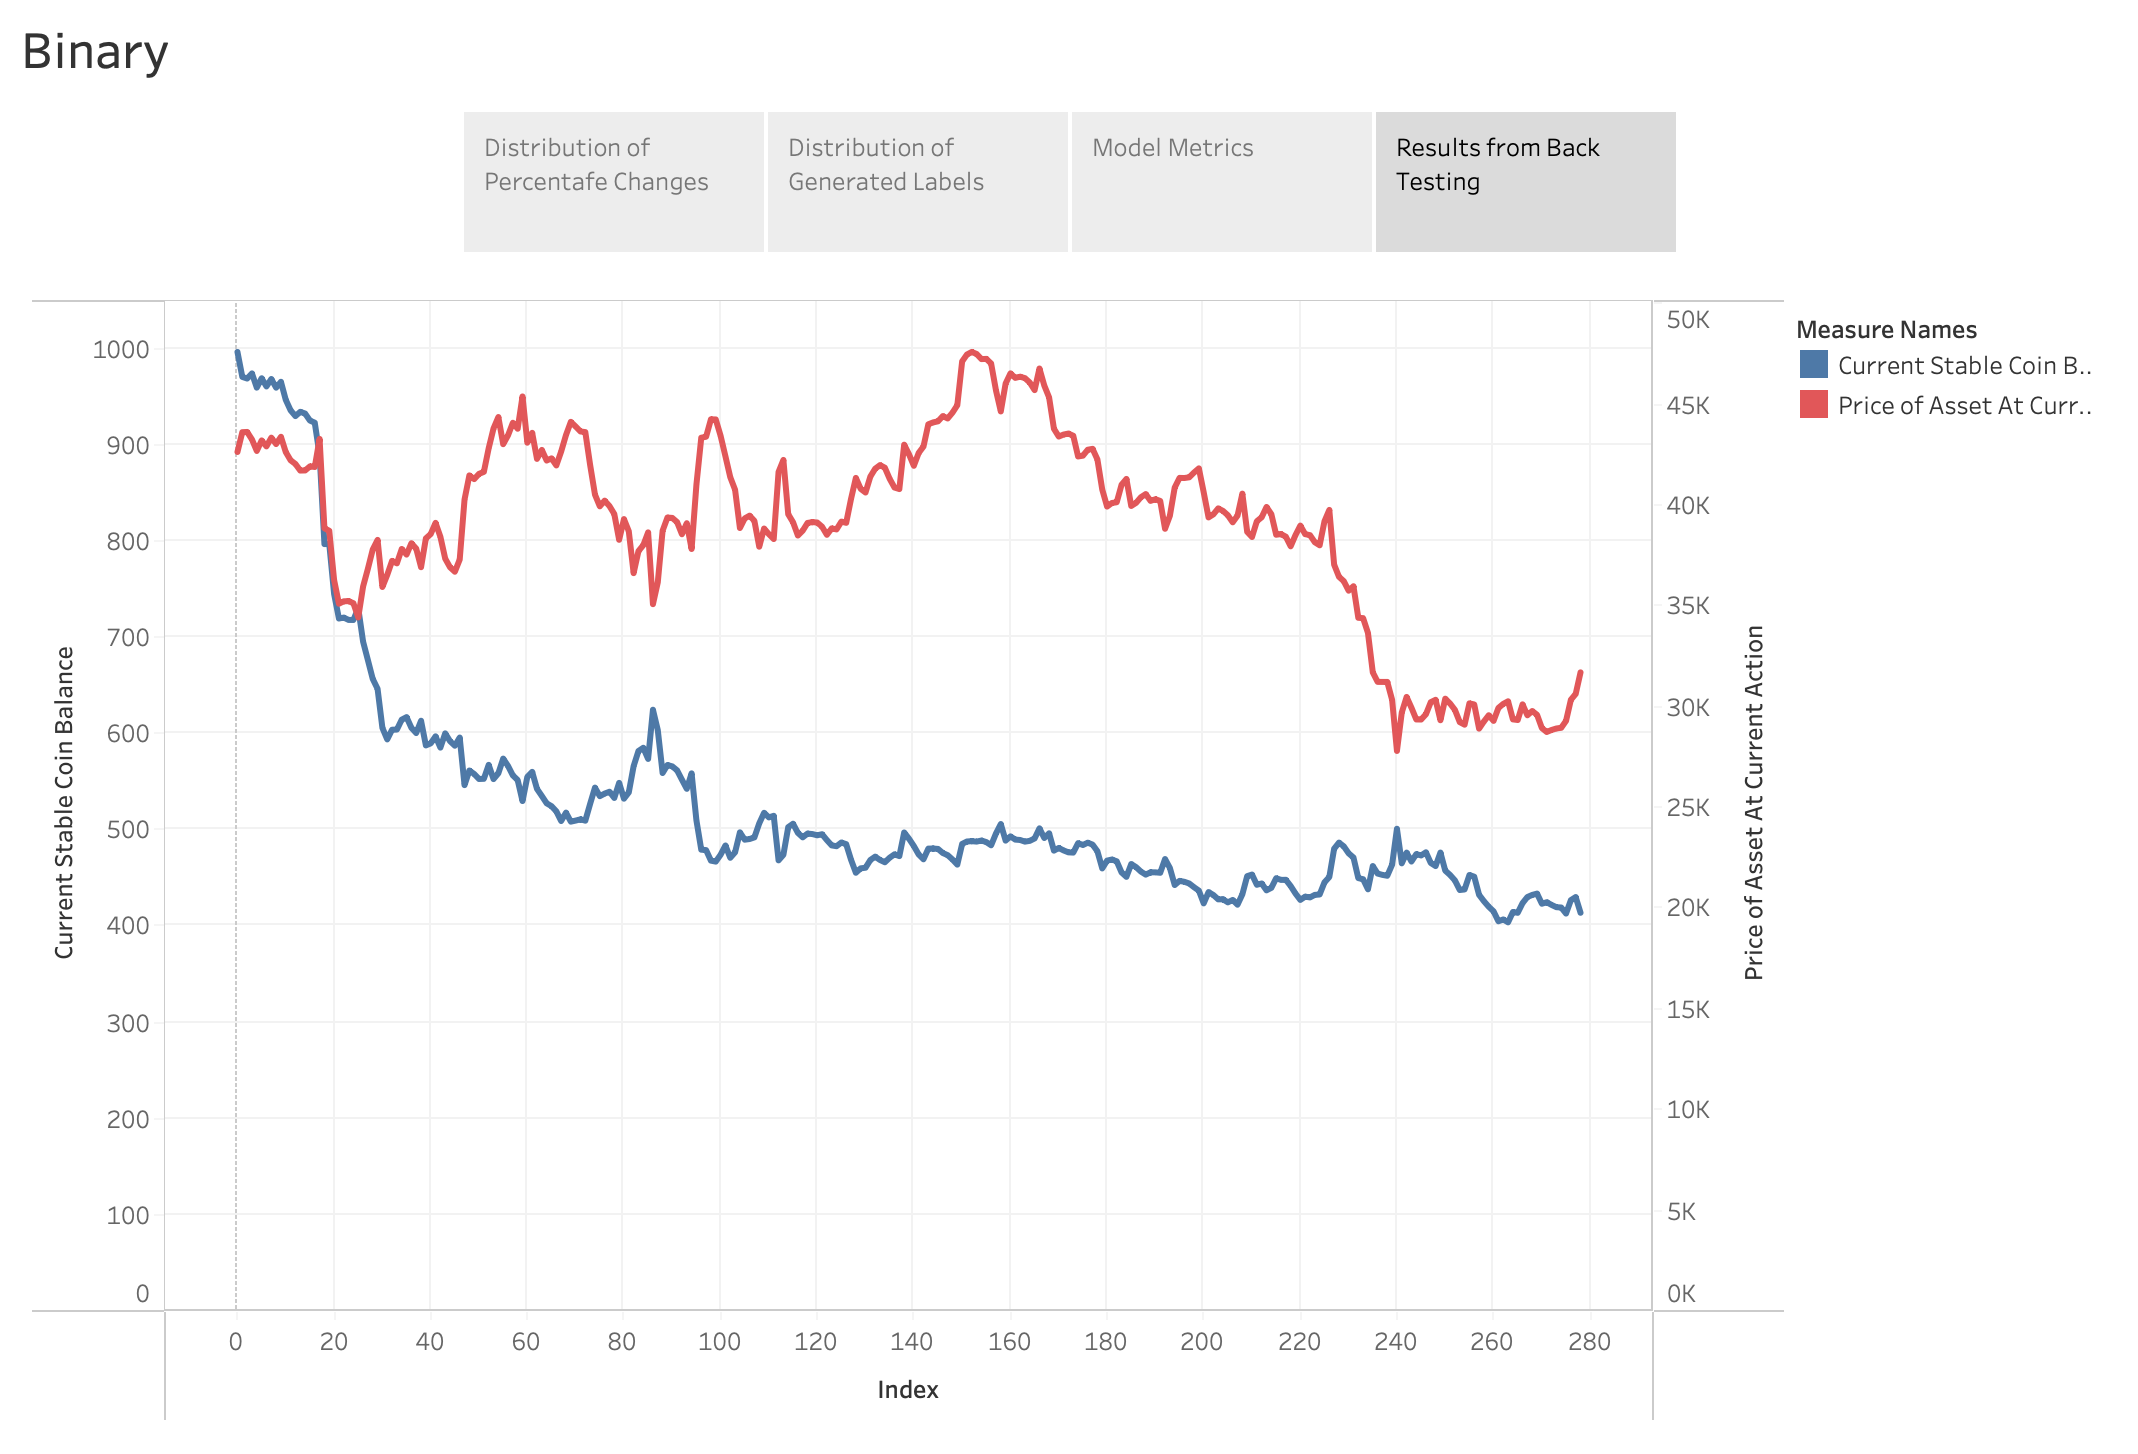 Binary
Distribution of
Percentafe Changes
Distribution of
Generated Labels
Model Metrics
Results from Back
Testing
Current Stable Coin Balance
1000
900
800
700
600
500
400
300
200
100
0
50K
45K
40K
35K
30K
25K
20K
15K
10K
5K
0K
Price of Asset At Current Action
0 20 40 60 80 100 120 140 160 180 200 220 240 260 280
Index
Measure Names
Current Stable Coin B..
Price of Asset At Curr..